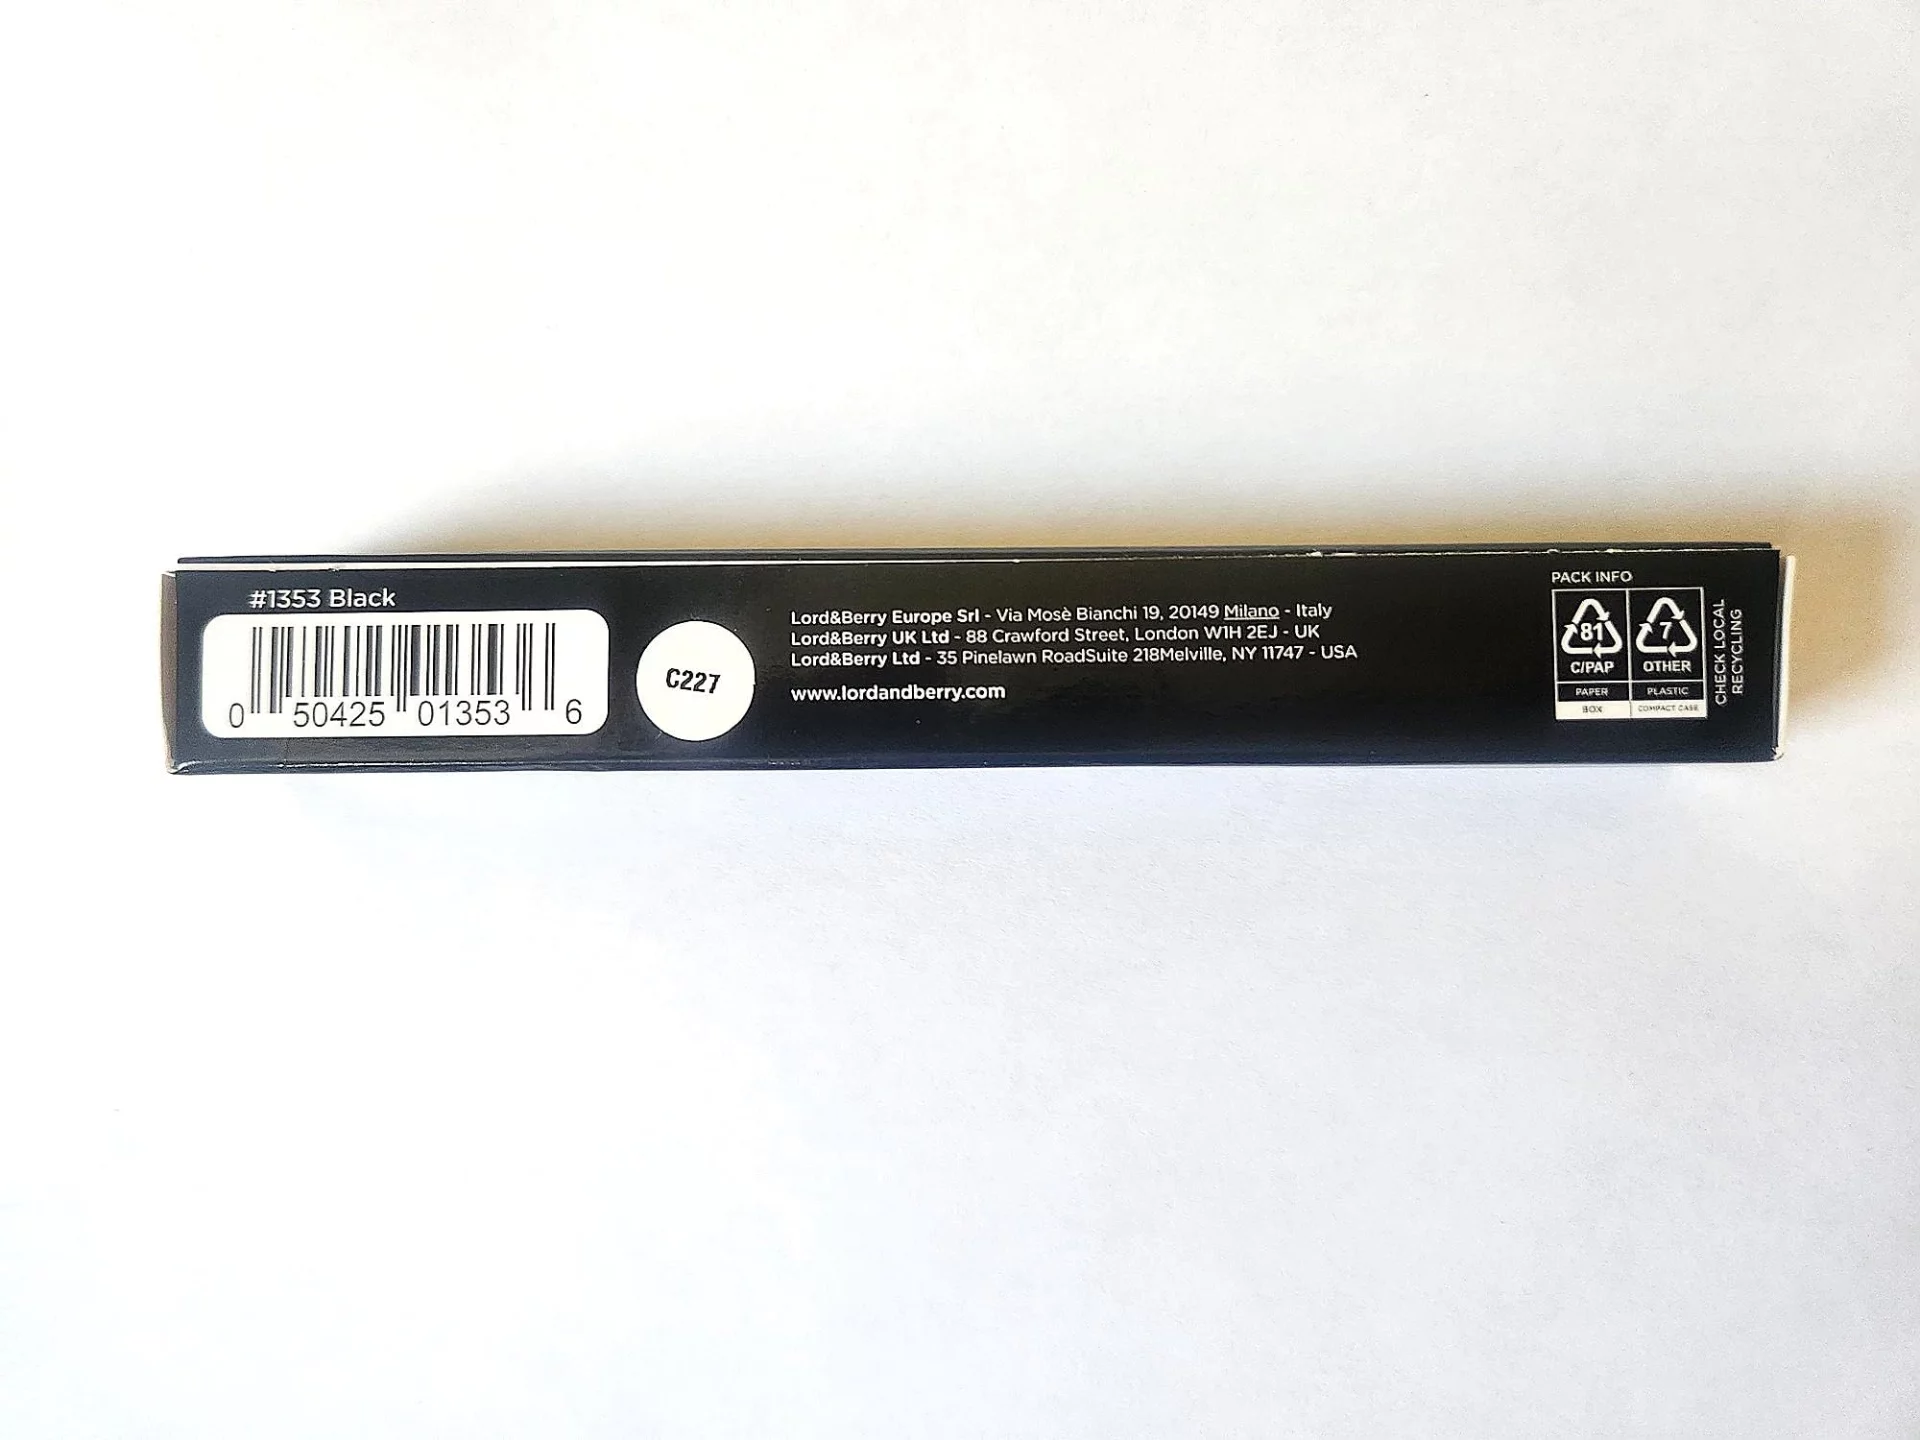 #1353 Black
0 50425 01353 6
C227
Lord&Berry Europe Srl - Via Mosè Bianchi 19, 20149 Milano - Italy
Lord&Berry UK Ltd - 88 Crawford Street, London W1H 2EJ - UK
Lord&Berry Ltd - 35 Pinelawn RoadSuite 218Melville, NY 11747 - USA
www.lordandberry.com
PACK INFO
81 7
C/PAP OTHER
PAPER PLASTIC
BOX COMPACT CASE
CHECK LOCAL
RECYCLING